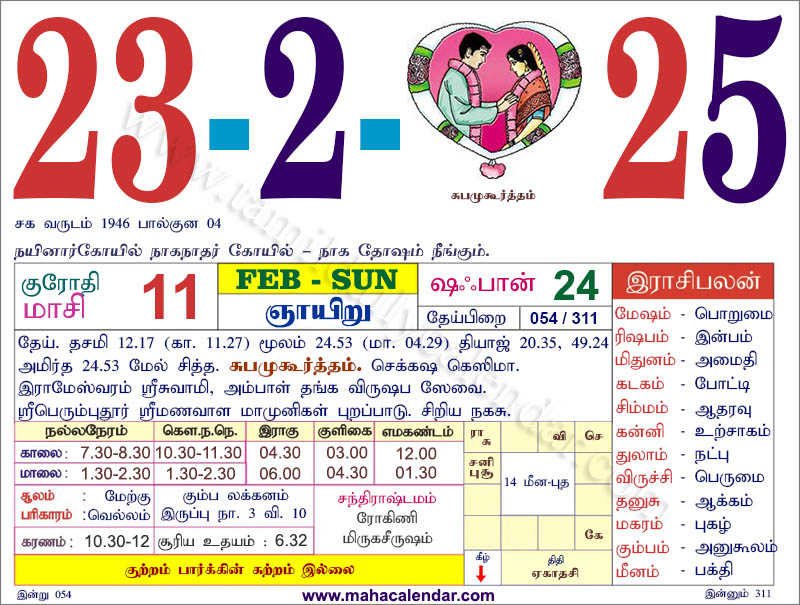 23-2-25
சுபமுகூர்த்தம்
சக வருடம் 1946 பால்குன 04
நயினார்கோயில் நாகநாதர் கோயில் – நாக தோஷம் நீங்கும்.
குரோதி
மாசி 11
FEB - SUN
ஞாயிறு
ஷஃபான் 24
தேய்பிறை 054 / 311
தேய். தசமி 12.17 (கா. 11.27) மூலம் 24.53 (மா. 04.29) தியாஜ் 20.35, 49.24
அமிர்த 24.53 மேல் சித்த. சுபமுகூர்த்தம். செக்கஷ கெஸிமா.
இராமேஸ்வரம் ஸ்ரீசுவாமி, அம்பாள் தங்க விருஷப ஸேவை.
ஸ்ரீபெரும்புதூர் ஸ்ரீமணவாள மாமுனிகள் புறப்பாடு. சிறிய நகசு.
இராசிபலன்
மேஷம் - பொறுமை
ரிஷபம் - இன்பம்
மிதுனம் - அமைதி
கடகம் - போட்டி
சிம்மம் - ஆதரவு
கன்னி - உற்சாகம்
துலாம் - நட்பு
விருச்சி - பெருமை
தனுசு - ஆக்கம்
மகரம் - புகழ்
கும்பம் - அனுகூலம்
மீனம் - பக்தி
நல்லநேரம் கௌ.ந.நெ. இராகு குளிகை எமகண்டம்
காலை: 7.30-8.30 10.30-11.30 04.30 03.00 12.00
மாலை: 1.30-2.30 1.30-2.30 06.00 04.30 01.30
சூலம் : மேற்கு
பரிகாரம் :வெல்லம்
கும்ப லக்கனம்
இருப்பு நா. 3 வி. 10
சந்திராஷ்டமம்
ரோகிணி
மிருகசீருஷம்
கரணம்: 10.30-12 சூரிய உதயம் : 6.32
ரா
சு
வி செ
சனி
புசூ
14 மீன-புத
கே
குற்றம் பார்க்கின் சுற்றம் இல்லை
கீழ்
திதி
ஏகாதசி
இன்று 054
www.mahacalendar.com
இன்னும் 311
www.tamildailycalendar.com